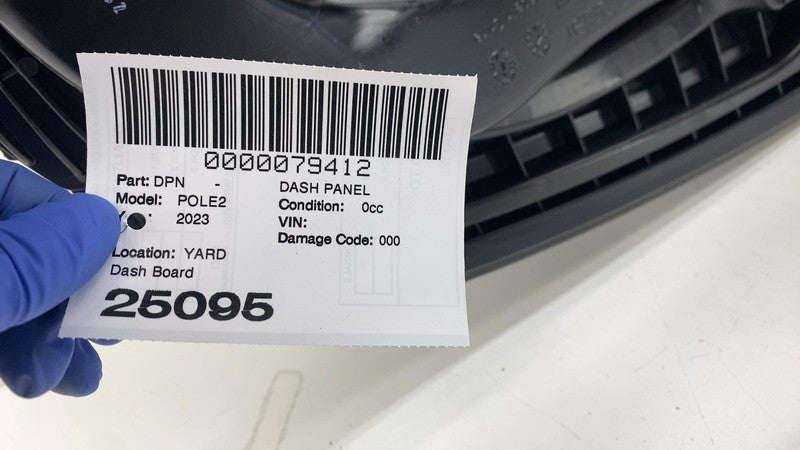 0000079412
Part: DPN - DASH PANEL
Model: POLE2 Condition: 0cc
2023 VIN:
Damage Code: 000
Location: YARD
Dash Board
25095